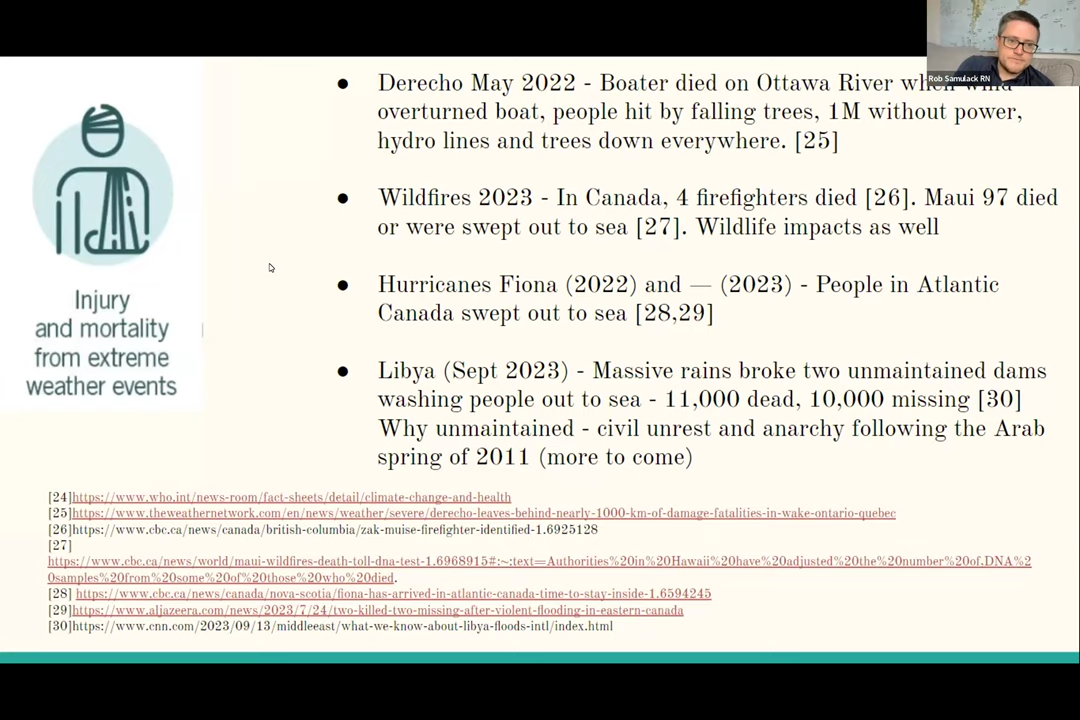 Rob Samulack RN
● Derecho May 2022 - Boater died on Ottawa River when wind
overturned boat, people hit by falling trees, 1M without power,
hydro lines and trees down everywhere. [25]
● Wildfires 2023 - In Canada, 4 firefighters died [26]. Maui 97 died
or were swept out to sea [27]. Wildlife impacts as well
● Hurricanes Fiona (2022) and — (2023) - People in Atlantic
Canada swept out to sea [28,29]
● Libya (Sept 2023) - Massive rains broke two unmaintained dams
washing people out to sea - 11,000 dead, 10,000 missing [30]
Why unmaintained - civil unrest and anarchy following the Arab
spring of 2011 (more to come)
Injury
and mortality
from extreme
weather events
[24]https://www.who.int/news-room/fact-sheets/detail/climate-change-and-health
[25]https://www.theweathernetwork.com/en/news/weather/severe/derecho-leaves-behind-nearly-1000-km-of-damage-fatalities-in-wake-ontario-quebec
[26]https://www.cbc.ca/news/canada/british-columbia/zak-muise-firefighter-identified-1.6925128
[27]
https://www.cbc.ca/news/world/maui-wildfires-death-toll-dna-test-1.6968915#:~:text=Authorities%20in%20Hawaii%20have%20adjusted%20the%20number%20of,DNA%2
0samples%20from%20some%20of%20those%20who%20died.
[28] https://www.cbc.ca/news/canada/nova-scotia/fiona-has-arrived-in-atlantic-canada-time-to-stay-inside-1.6594245
[29] https://www.aljazeera.com/news/2023/7/24/two-killed-two-missing-after-violent-flooding-in-eastern-canada
[30]https://www.cnn.com/2023/09/13/middleeast/what-we-know-about-libya-floods-intl/index.html